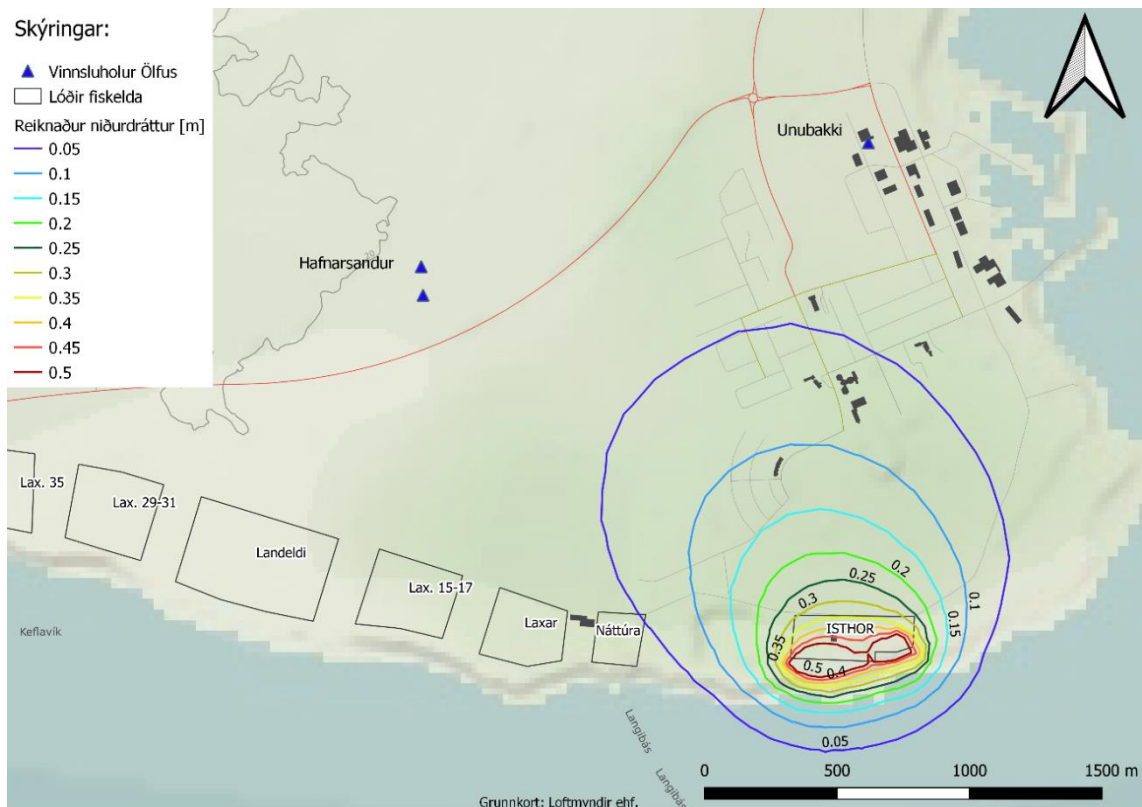 Skýringar:
Vinnsluholur Ölfus
Lóðir fiskelda
Reiknaður niðurdráttur [m]
0.05
0.1
0.15
0.2
0.25
0.3
0.35
0.4
0.45
0.5
Unubakki
Hafnarsandur
20
Lax. 35
Lax. 29-31
Landeldi
Lax. 15-17
Laxar
Náttúra
ISTHOR
0.2
0.25
0.3
0.1
0.15
0.35
0.5
0.4
0.05
Keflavík
Langibás
Langibás
0
500
1000
1500 m
Grunnkort: Loftmyndir ehf.